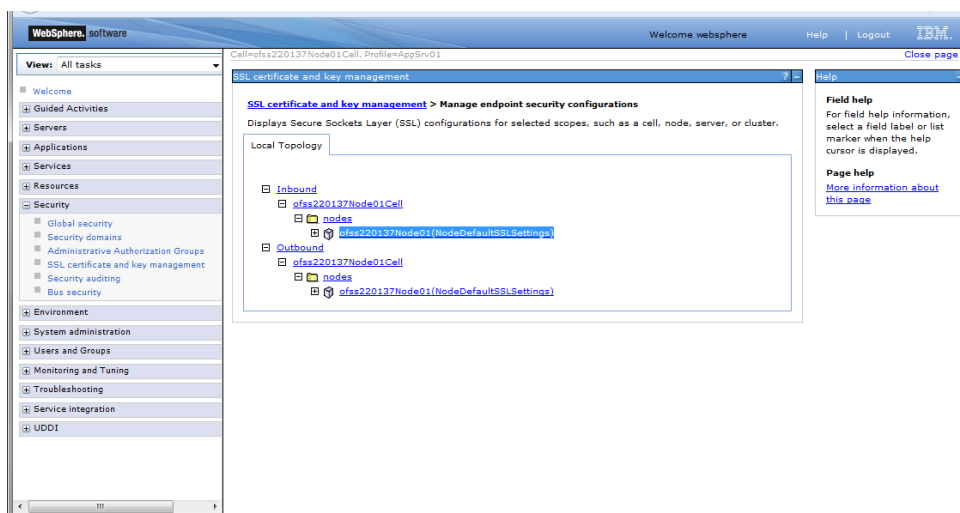 WebSphere. software
Welcome websphere
Help | Logout
IBM.
View: All tasks
Cell=ofss220137Node01Cell, Profile=AppSrv01
Close page
Welcome
Guided Activities
Servers
Applications
Services
Resources
Security
Global security
Security domains
Administrative Authorization Groups
SSL certificate and key management
Security auditing
Bus security
Environment
System administration
Users and Groups
Monitoring and Tuning
Troubleshooting
Service integration
UDDI
SSL certificate and key management
SSL certificate and key management > Manage endpoint security configurations
Displays Secure Sockets Layer (SSL) configurations for selected scopes, such as a cell, node, server, or cluster.
Local Topology
Inbound
ofss220137Node01Cell
nodes
ofss220137Node01(NodeDefaultSSLSettings)
Outbound
ofss220137Node01Cell
nodes
ofss220137Node01(NodeDefaultSSLSettings)
Help
Field help
For field help information,
select a field label or list
marker when the help
cursor is displayed.
Page help
More information about
this page